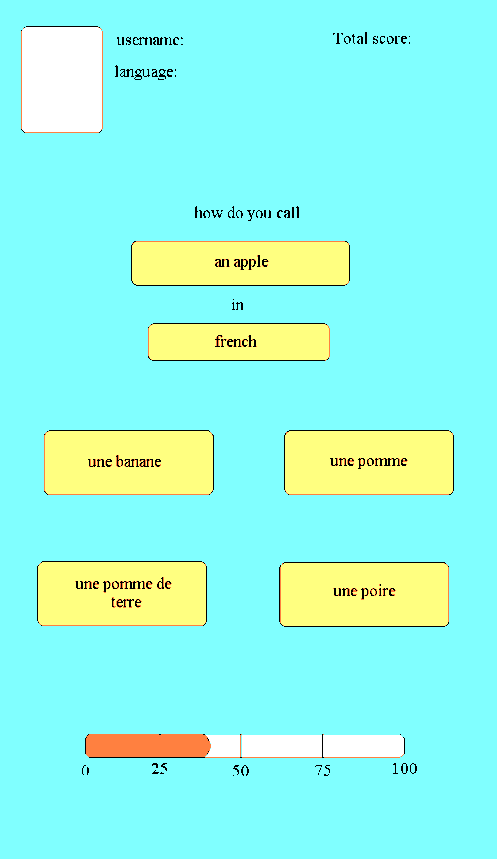 username:
Total score:
language:
how do you call
an apple
in
french
une banane
une pomme
une pomme de
terre
une poire
0 25 50 75 100